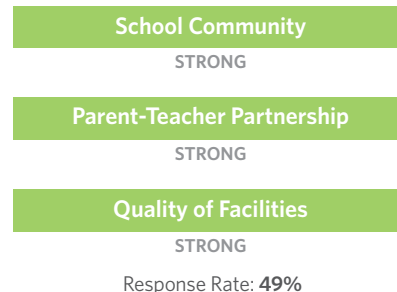 School Community
STRONG
Parent-Teacher Partnership
STRONG
Quality of Facilities
STRONG
Response Rate: 49%